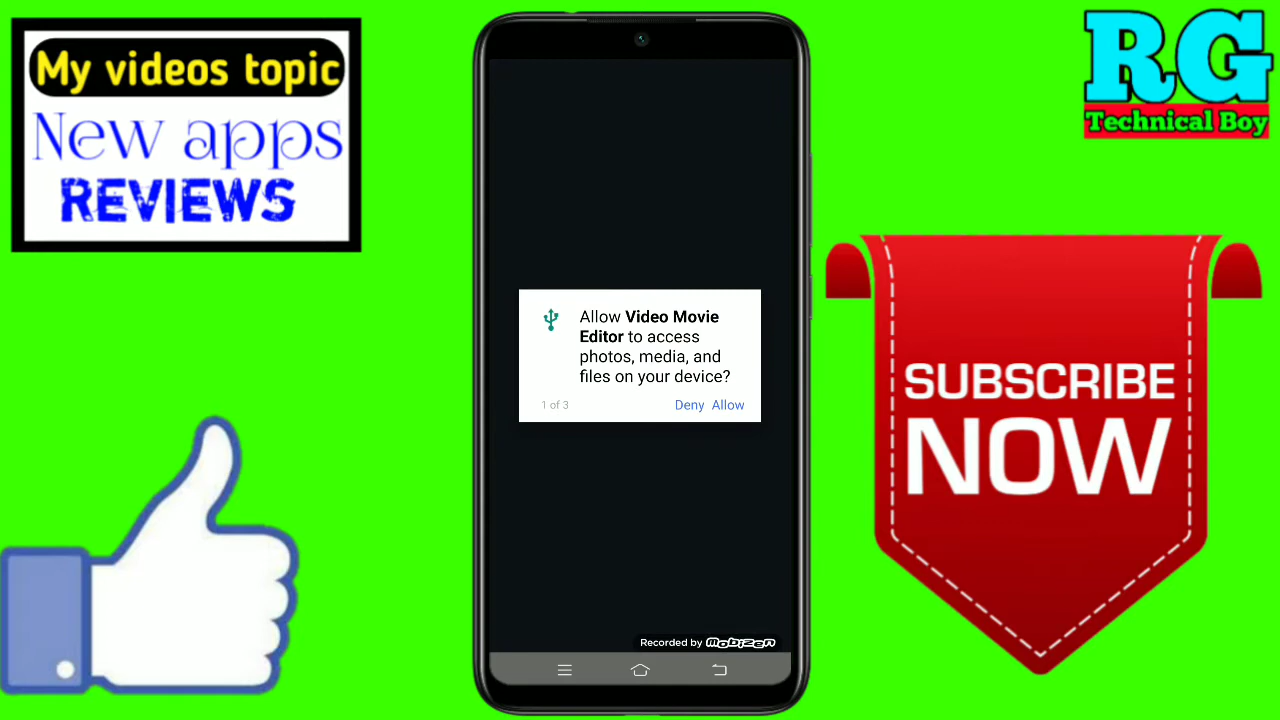 My videos topic
New apps
REVIEWS
RG
Technical Boy
Allow Video Movie
Editor to access
photos, media, and
files on your device?
1 of 3
Deny Allow
SUBSCRIBE
NOW
Recorded by mobizen